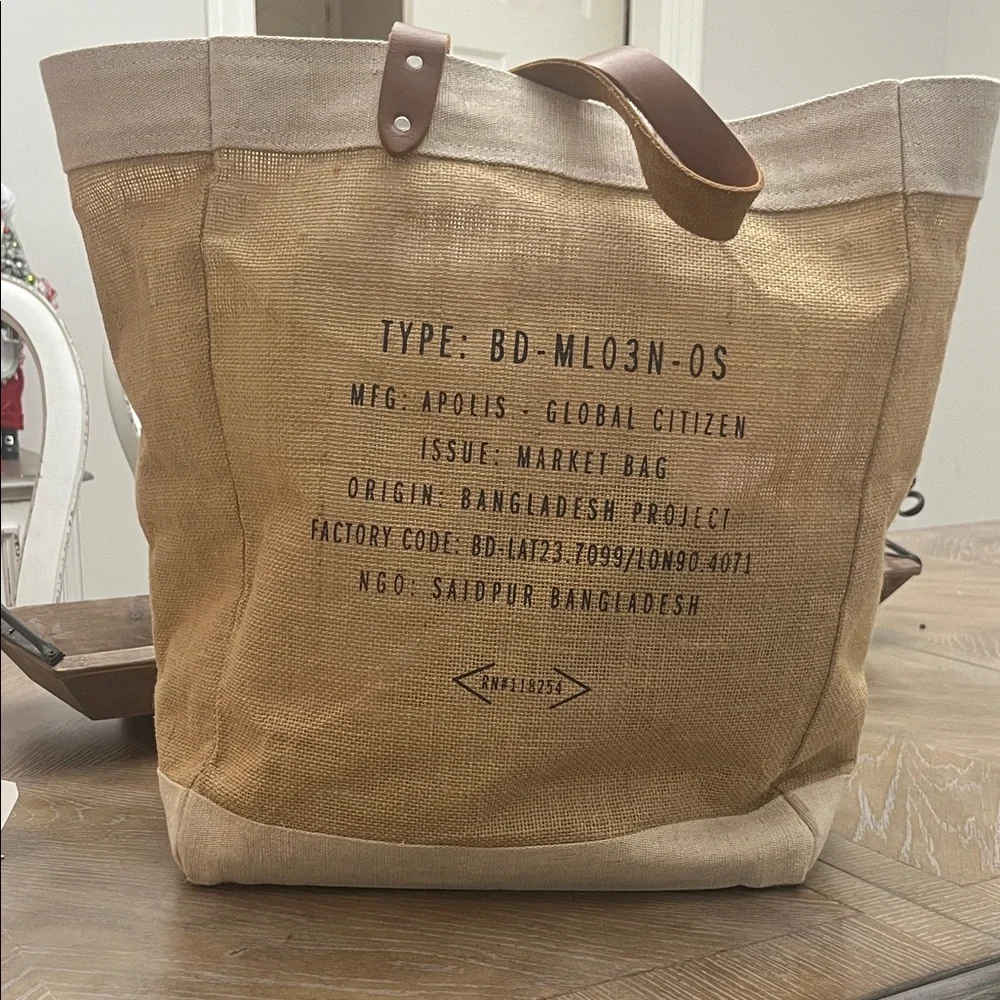 TYPE: BD-ML03N-OS
MFG: APOLIS - GLOBAL CITIZEN
ISSUE: MARKET BAG
ORIGIN: BANGLADESH PROJECT
FACTORY CODE: BD-LAT23.7099/LON90.4071
NGO: SAIDPUR BANGLADESH
RN#118254